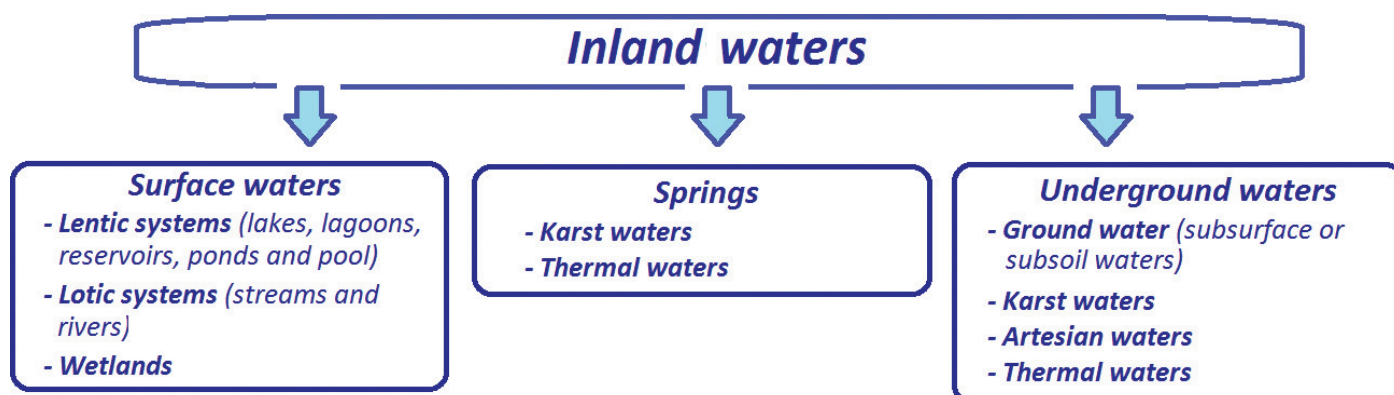 Inland waters
Surface waters
- Lentic systems (lakes, lagoons,
reservoirs, ponds and pool)
- Lotic systems (streams and
rivers)
- Wetlands
Springs
- Karst waters
- Thermal waters
Underground waters
- Ground water (subsurface or
subsoil waters)
- Karst waters
- Artesian waters
- Thermal waters